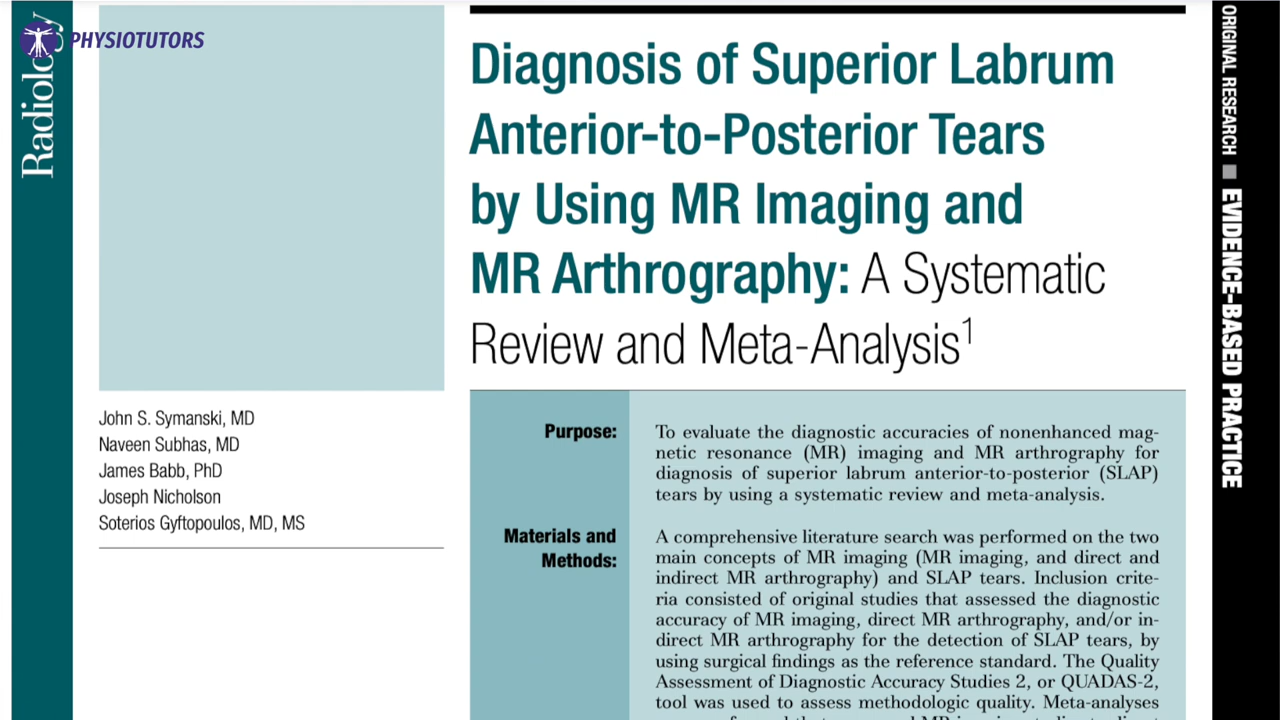 Radiology
PHYSIOTUTORS
Diagnosis of Superior Labrum
Anterior-to-Posterior Tears
by Using MR Imaging and
MR Arthrography: A Systematic
Review and Meta-Analysis1
John S. Symanski, MD
Naveen Subhas, MD
James Babb, PhD
Joseph Nicholson
Soterios Gyftopoulos, MD, MS
Purpose:
To evaluate the diagnostic accuracies of nonenhanced mag-
netic resonance (MR) imaging and MR arthrography for
diagnosis of superior labrum anterior-to-posterior (SLAP)
tears by using a systematic review and meta-analysis.
Materials and
Methods:
A comprehensive literature search was performed on the two
main concepts of MR imaging (MR imaging, and direct and
indirect MR arthrography) and SLAP tears. Inclusion crite-
ria consisted of original studies that assessed the diagnostic
accuracy of MR imaging, direct MR arthrography, and/or in-
direct MR arthrography for the detection of SLAP tears, by
using surgical findings as the reference standard. The Quality
Assessment of Diagnostic Accuracy Studies 2, or QUADAS-2,
tool was used to assess methodologic quality. Meta-analyses
ORIGINAL RESEARCH ■ EVIDENCE-BASED PRACTICE